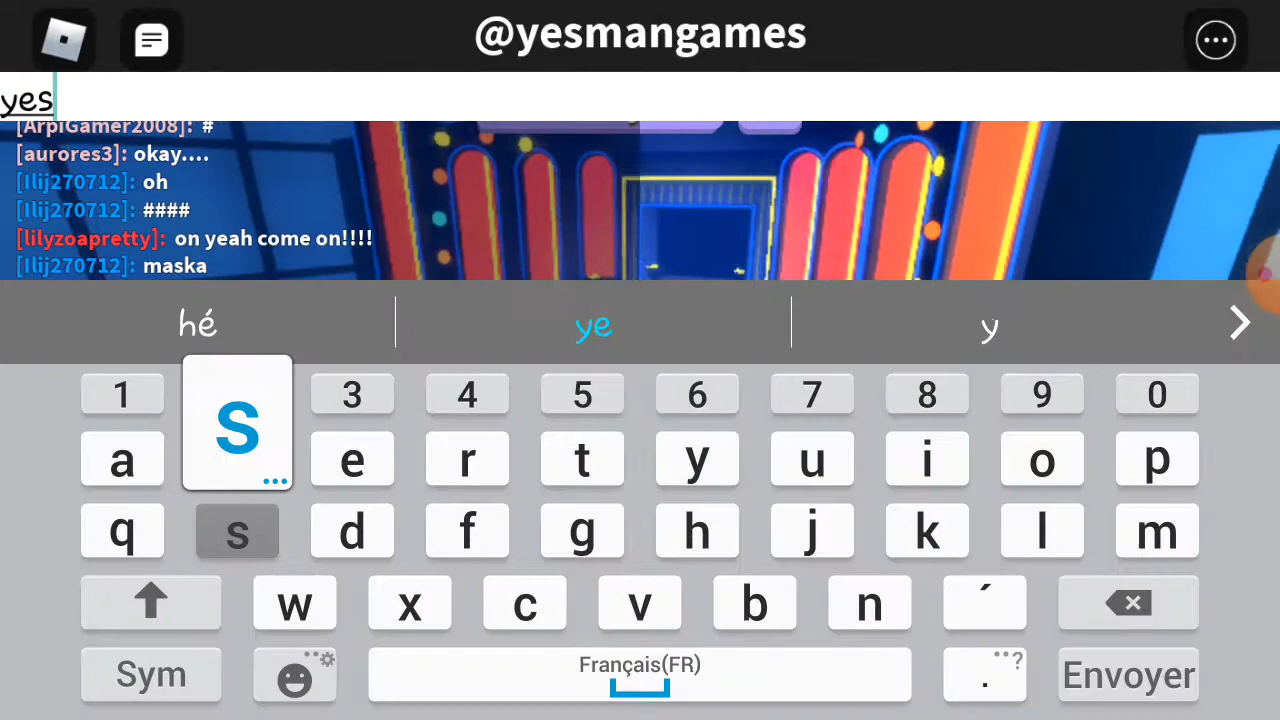 @yesmangames
yes
[ArpiGamer2008]: #
[aurores3]: okay....
[Ilij270712]: oh
[Ilij270712]: ####
[lilyzoapretty]: on yeah come on!!!!
[Ilij270712]: maska
hé ye y
1 3 4 5 6 7 8 9 0
s
a e r t y u i o p
q s d f g h j k l m
w x c v b n ´
Sym Français(FR) . ? Envoyer